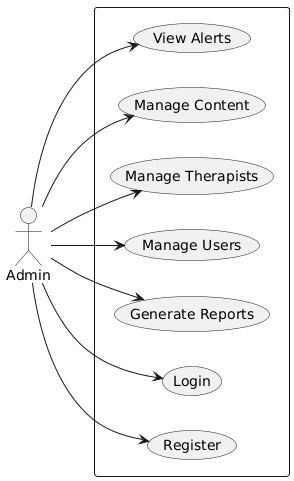 View Alerts
Manage Content
Manage Therapists
Manage Users
Admin
Generate Reports
Login
Register